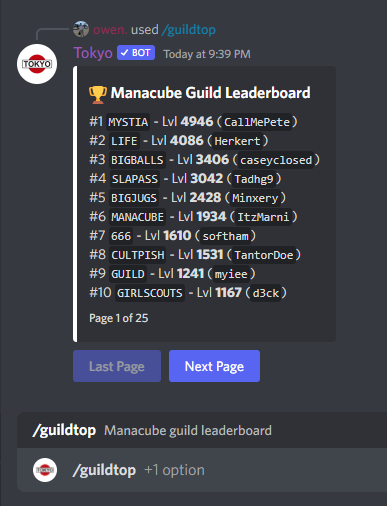 owen. used /guildtop
TOKYO
Tokyo ✓ BOT Today at 9:39 PM
🏆 Manacube Guild Leaderboard
#1 MYSTIA - Lvl 4946 (CallMePete)
#2 LIFE - Lvl 4086 (Herkert)
#3 BIGBALLS - Lvl 3406 (caseyclosed)
#4 SLAPASS - Lvl 3042 (Tadhg9)
#5 BIGJUGS - Lvl 2428 (Minxery)
#6 MANACUBE - Lvl 1934 (ItzMarni)
#7 666 - Lvl 1610 (softham)
#8 CULTPISH - Lvl 1531 (TantorDoe)
#9 GUILD - Lvl 1241 (myiee)
#10 GIRLSCOUTS - Lvl 1167 (d3ck)
Page 1 of 25
Last Page Next Page
/guildtop Manacube guild leaderboard
TOKYO /guildtop +1 option